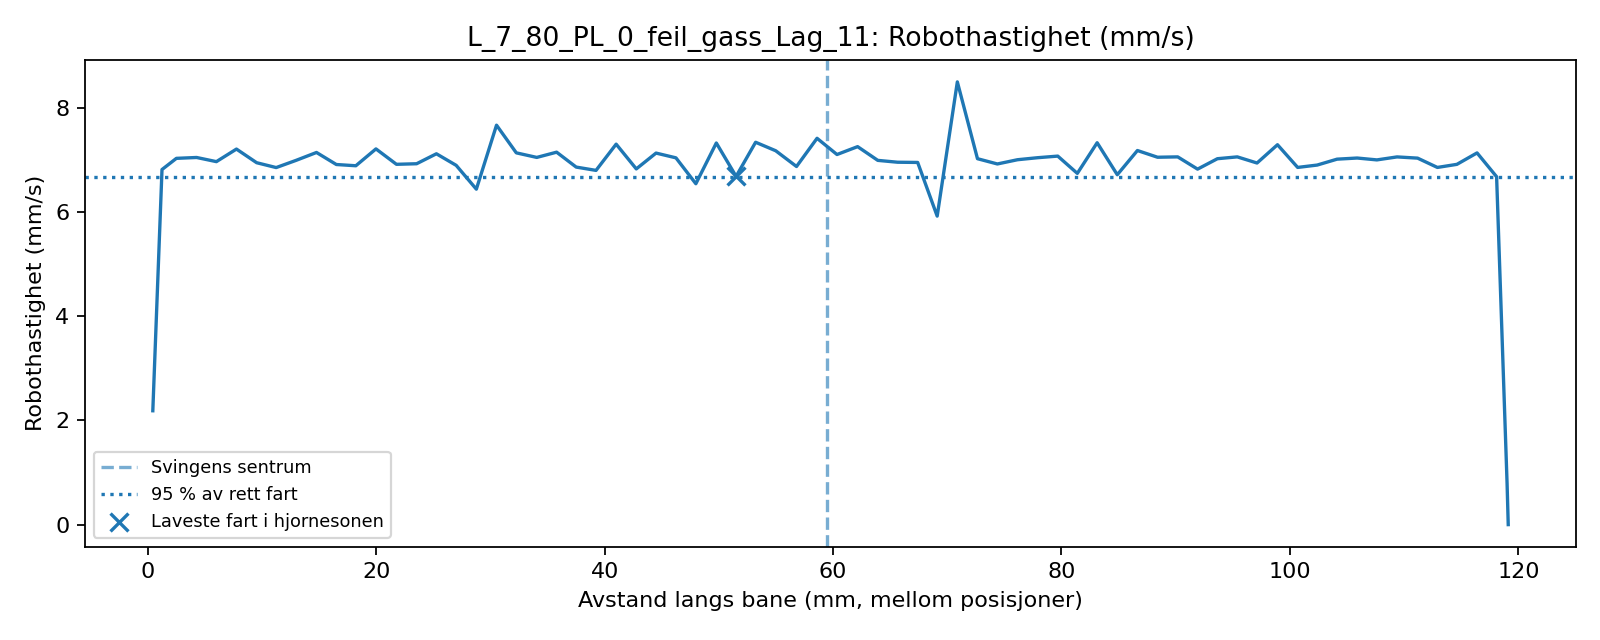 L_7_80_PL_0_feil_gass_Lag_11: Robothastighet (mm/s)
Robothastighet (mm/s)
8
6
4
2
0
Svingens sentrum
95 % av rett fart
Laveste fart i hjornesonen
0 20 40 60 80 100 120
Avstand langs bane (mm, mellom posisjoner)